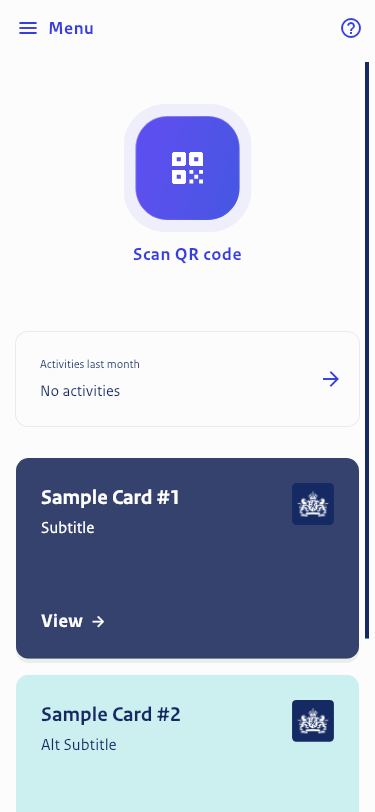 Menu
Scan QR code
Activities last month
No activities
Sample Card #1
Subtitle
View
Sample Card #2
Alt Subtitle